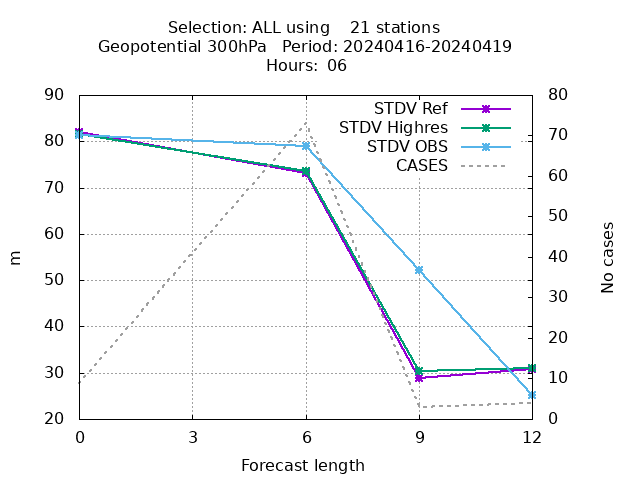 Selection: ALL using    21 stations
Geopotential 300hPa   Period: 20240416-20240419
Hours: 06
90
80
70
60
50
40
30
20
80
70
60
50
40
30
20
10
0
STDV Ref
STDV Highres
STDV OBS
CASES
m
No cases
0
3
6
9
12
Forecast length